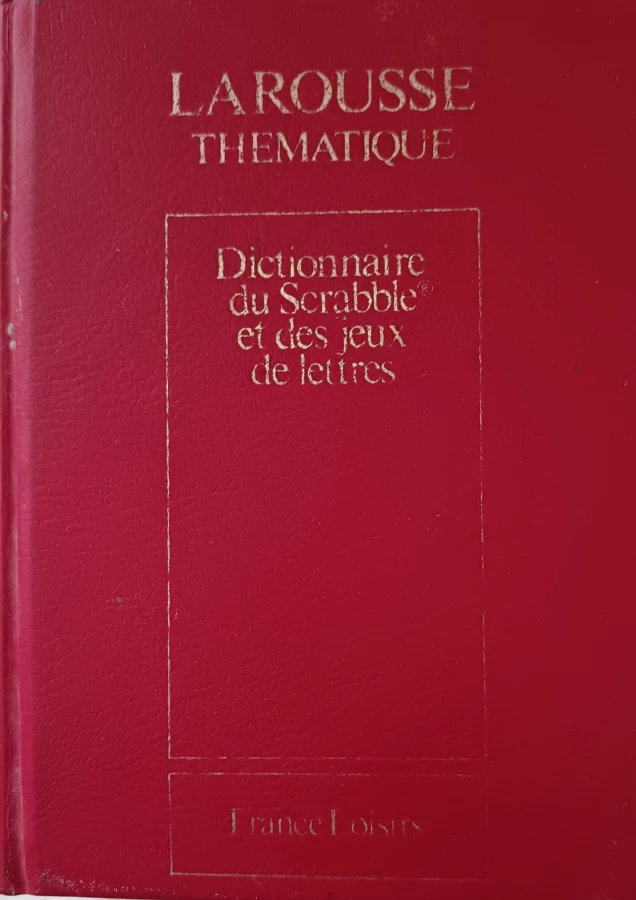 LAROUSSE
THEMATIQUE
Dictionnaire
du Scrabble®
et des jeux
de lettres
France Loisirs